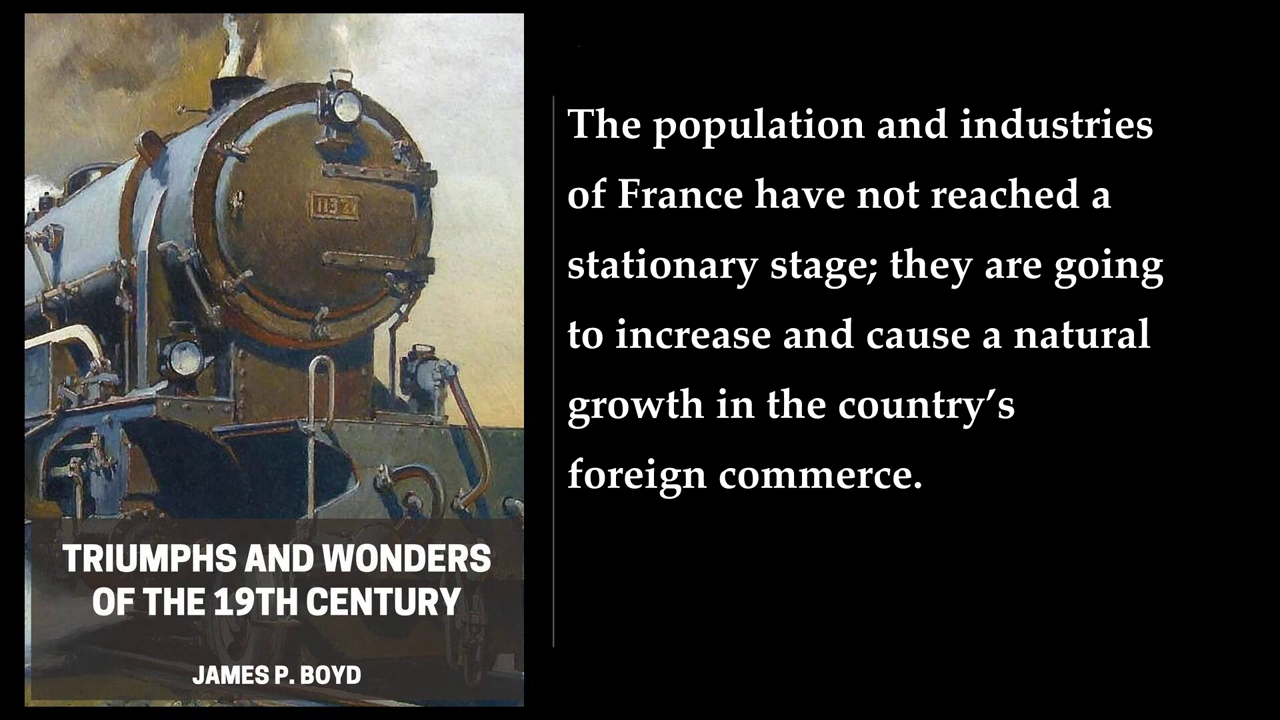 TRIUMPHS AND WONDERS
OF THE 19TH CENTURY
JAMES P. BOYD
The population and industries
of France have not reached a
stationary stage; they are going
to increase and cause a natural
growth in the country’s
foreign commerce.